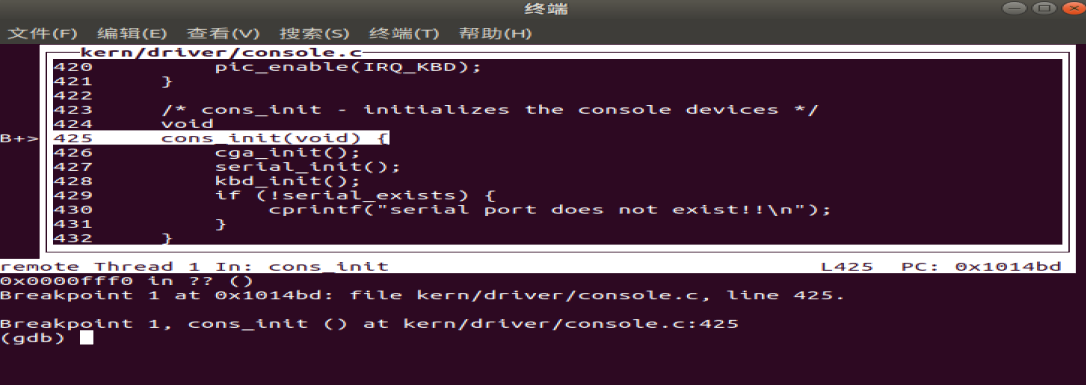 终端
文件(F) 编辑(E) 查看(V) 搜索(S) 终端(T) 帮助(H)
kern/driver/console.c
420 pic_enable(IRQ_KBD);
421 }
422
423 /* cons_init - initializes the console devices */
424 void
B+> 425 cons_init(void) {
426 cga_init();
427 serial_init();
428 kbd_init();
429 if (!serial_exists) {
430 cprintf("serial port does not exist!!\n");
431 }
432 }
remote Thread 1 In: cons_init L425 PC: 0x1014bd
0x0000fff0 in ?? ()
Breakpoint 1 at 0x1014bd: file kern/driver/console.c, line 425.
Breakpoint 1, cons_init () at kern/driver/console.c:425
(gdb)